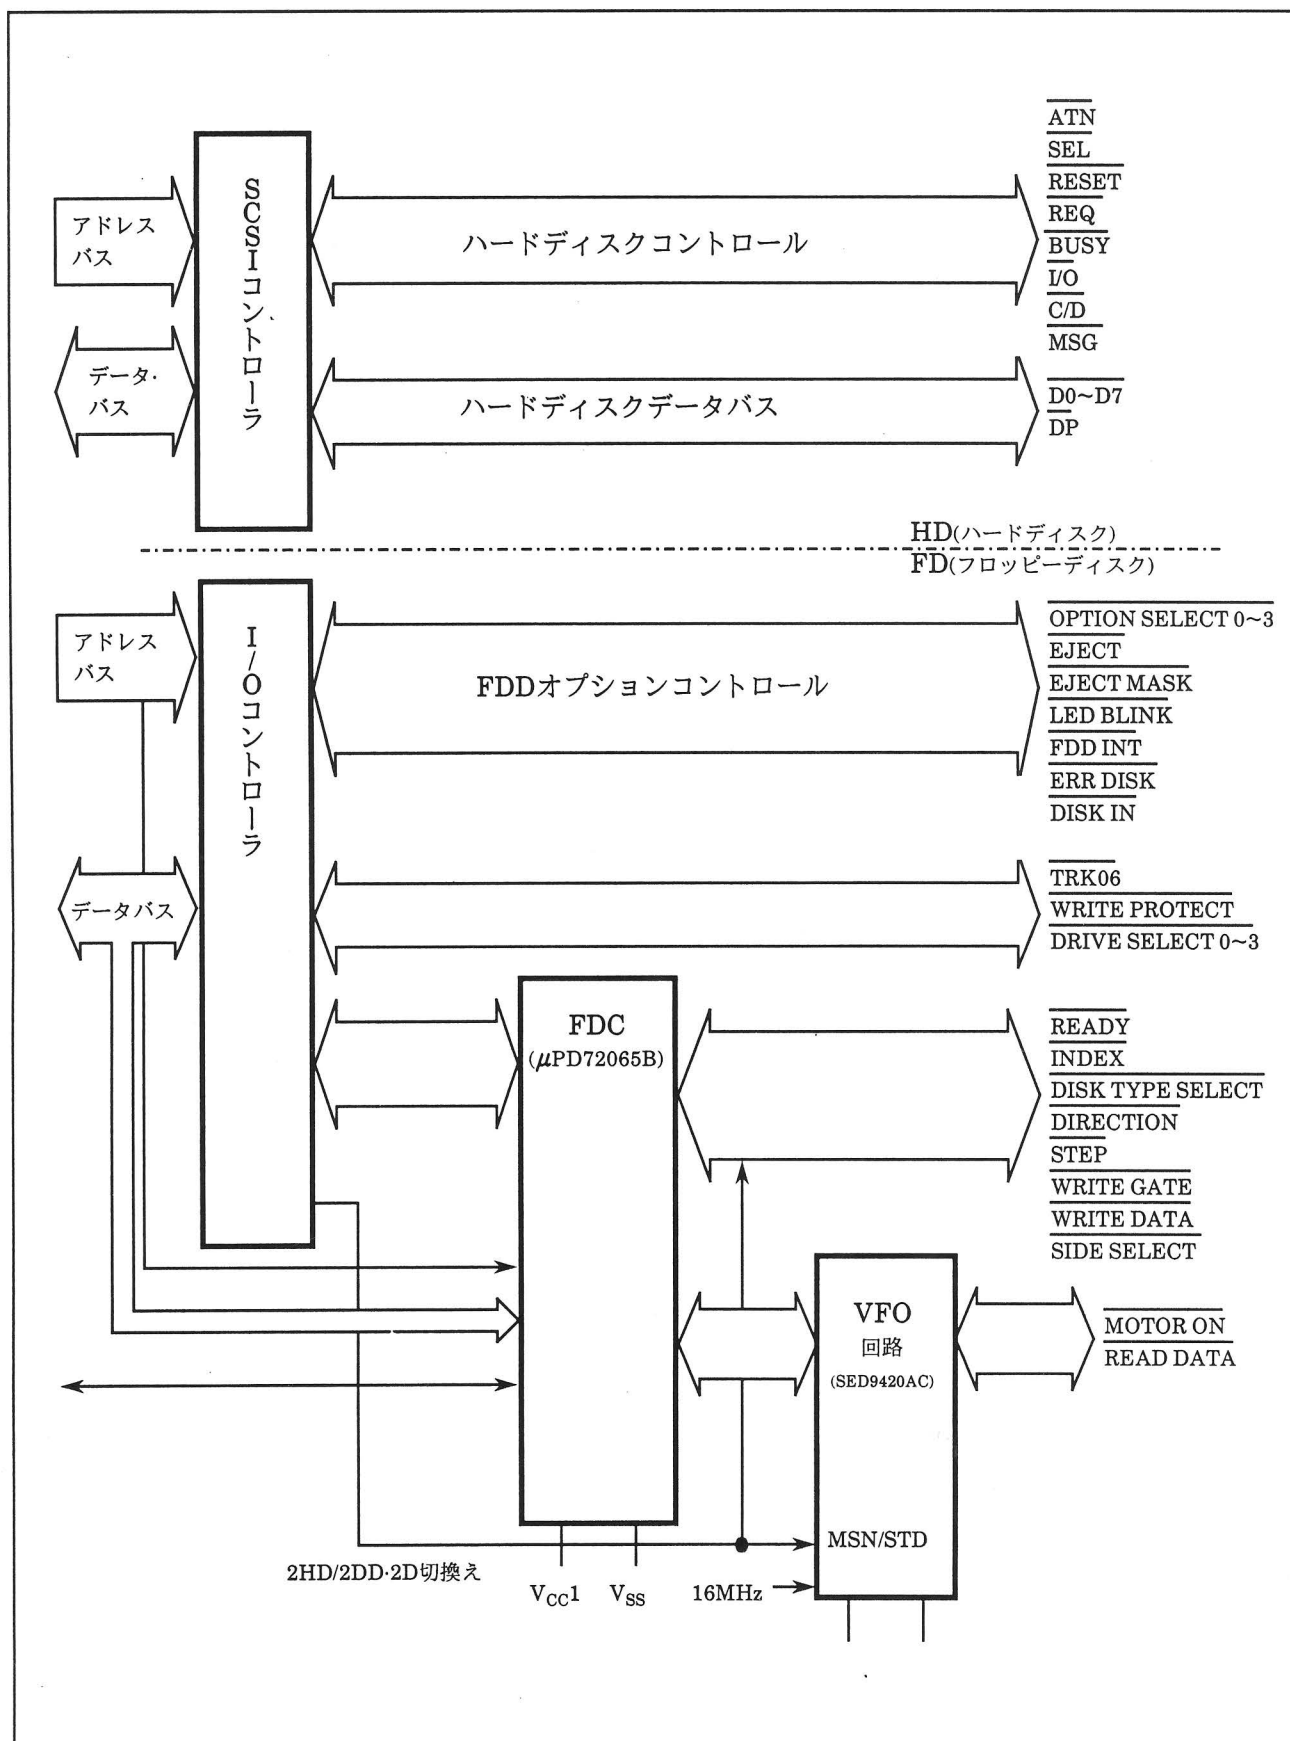 ATN
SEL
RESET
REQ
BUSY
I/O
C/D
MSG
SCSIコントローラ
アドレス
バス
ハードディスクコントロール
データ·
バス
ハードディスクデータバス
D0~D7
DP
HD(ハードディスク)
FD(フロッピーディスク)
I/Oコントローラ
アドレス
バス
FDDオプションコントロール
OPTION SELECT 0~3
EJECT
EJECT MASK
LED BLINK
FDD INT
ERR DISK
DISK IN
データバス
TRK06
WRITE PROTECT
DRIVE SELECT 0~3
FDC
(μPD72065B)
READY
INDEX
DISK TYPE SELECT
DIRECTION
STEP
WRITE GATE
WRITE DATA
SIDE SELECT
VFO
回路
(SED9420AC)
MOTOR ON
READ DATA
MSN/STD
2HD/2DD·2D切換え
VCC1
VSS
16MHz